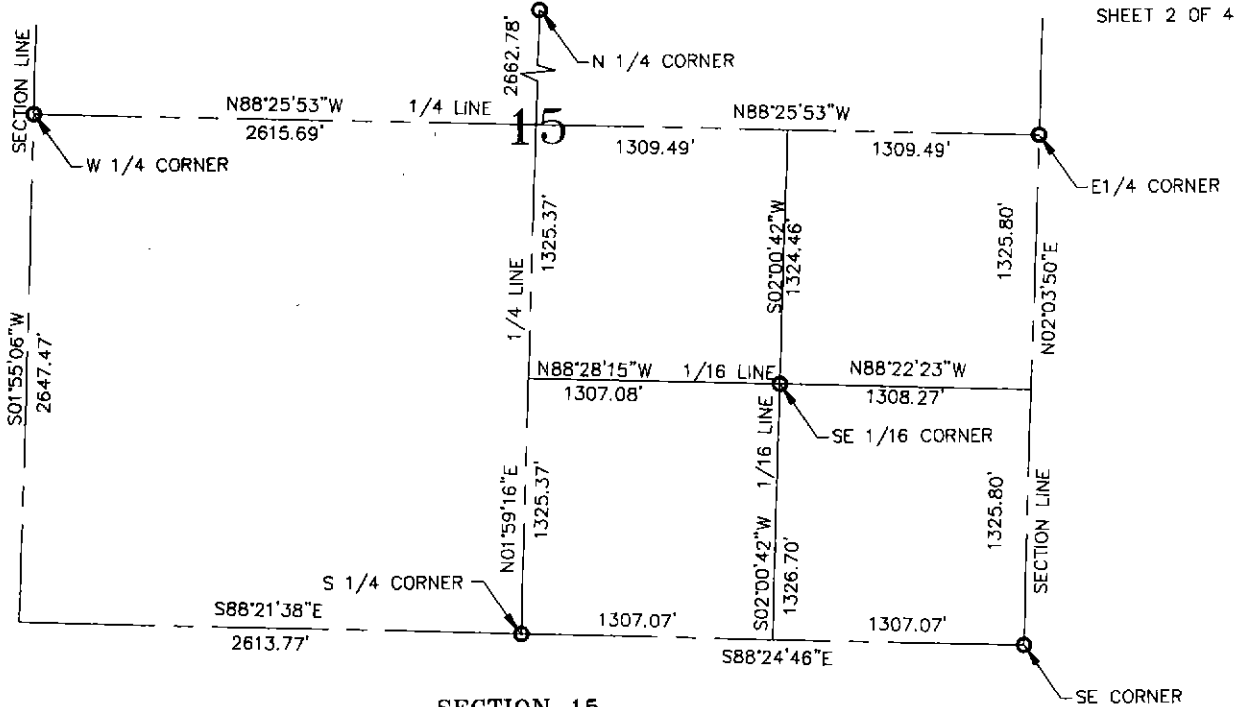 SHEET 2 OF 4
SECTION LINE
2662.78'
N 1/4 CORNER
N88°25'53"W
1/4 LINE
15
N88°25'53"W
2615.69'
1309.49'
1309.49'
W 1/4 CORNER
E1/4 CORNER
1325.37'
S02°00'42"W
1324.46'
1325.80'
N02°03'50"E
1/4 LINE
S01°55'06"W
2647.47'
N88°28'15"W
1/16 LINE
N88°22'23"W
1307.08'
1308.27'
SE 1/16 CORNER
1/16 LINE
N01°59'16"E
1325.37'
S02°00'42"W
1326.70'
1325.80'
SECTION LINE
S 1/4 CORNER
S88°21'38"E
2613.77'
1307.07'
1307.07'
S88°24'46"E
SE CORNER
SECTION 15